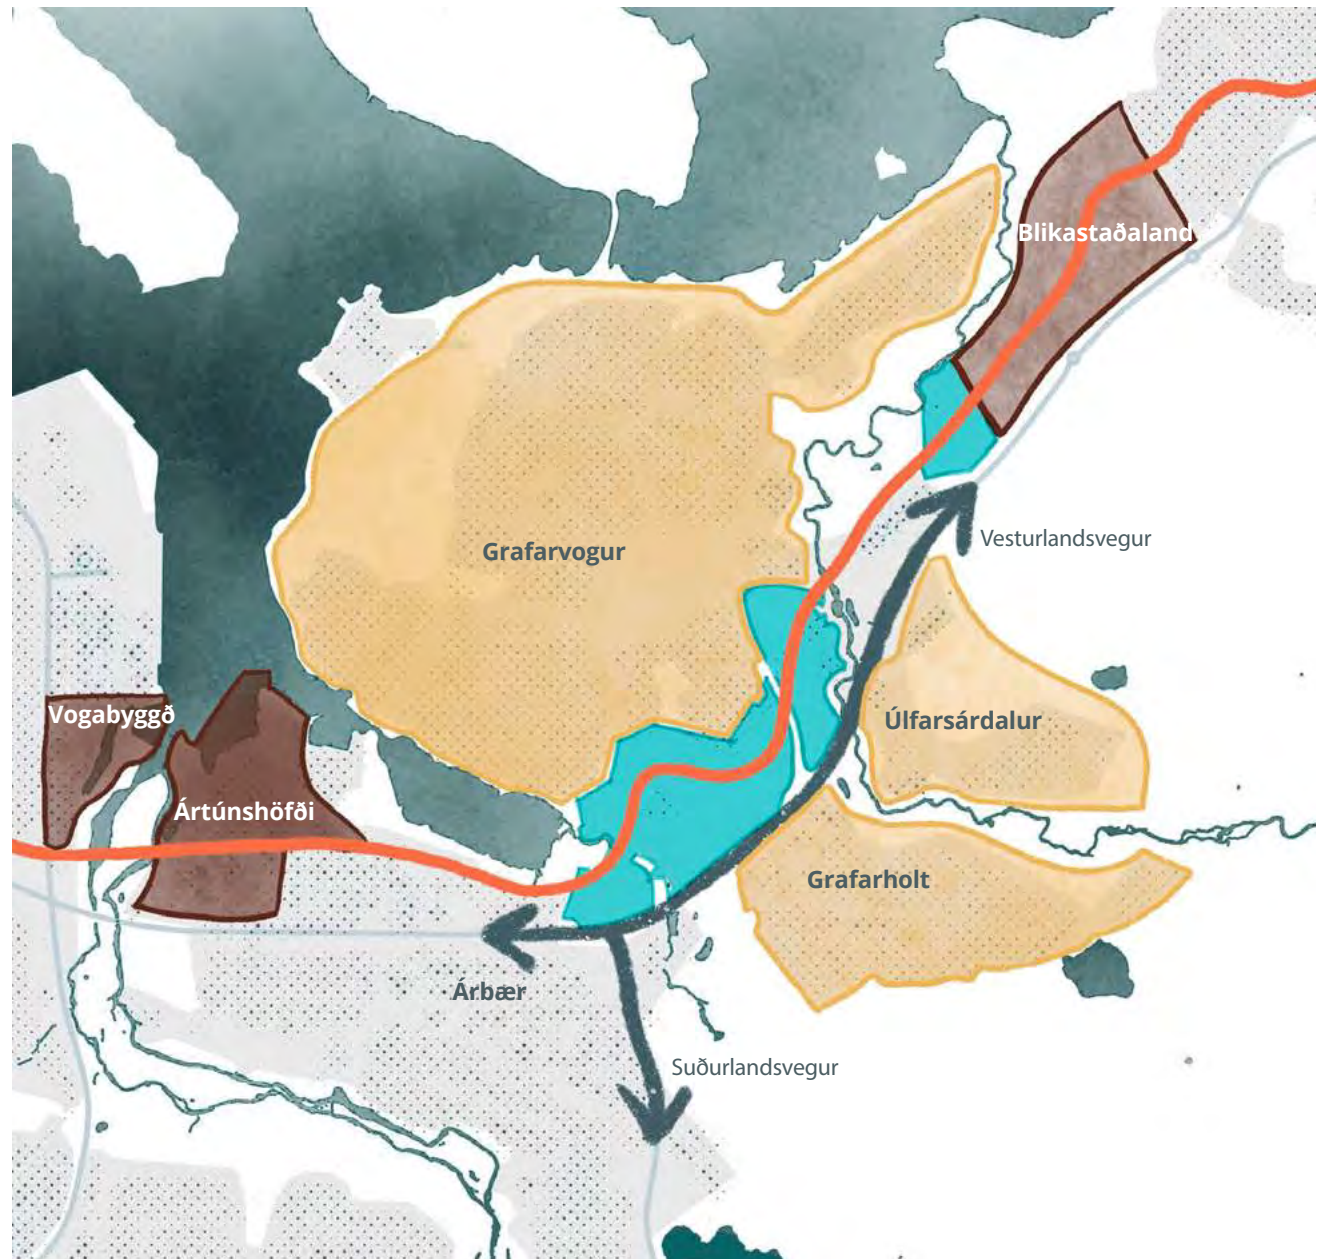 Blikastaðaland
Vesturlandsvegur
Grafarvogur
Vogabyggð
Úlfarsárdalur
Ártúnshöfði
Grafarholt
Árbær
Suðurlandsvegur